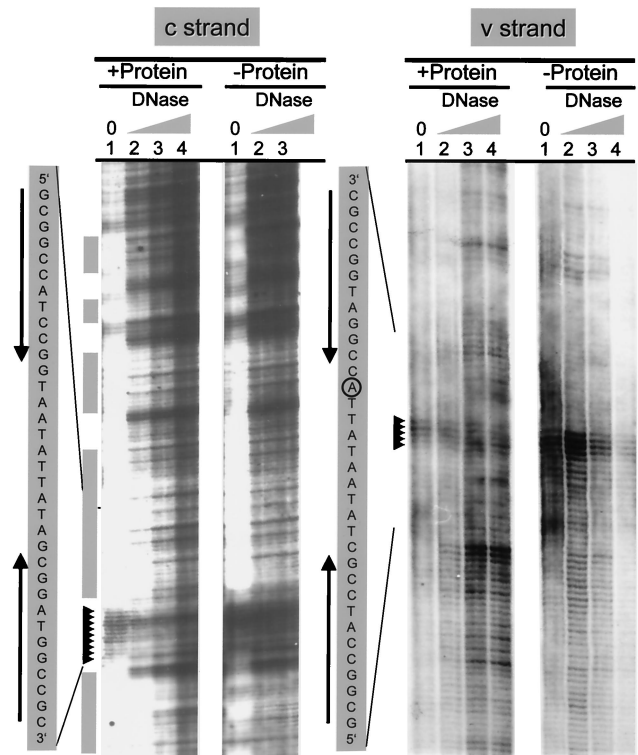 c strand
+Protein -Protein
DNase DNase
0 0
1 2 3 4 1 2 3
5‘
G
C
G
G
C
C
A
T
C
C
G
G
T
A
A
T
A
T
T
A
T
A
G
C
G
G
A
T
G
G
C
C
G
C
3‘
v strand
+Protein -Protein
DNase DNase
0 0
1 2 3 4 1 2 3 4
3‘
C
G
C
C
G
G
T
A
G
G
C
C
A
T
T
A
T
A
A
T
A
T
C
G
C
C
T
A
C
C
G
G
C
G
5‘